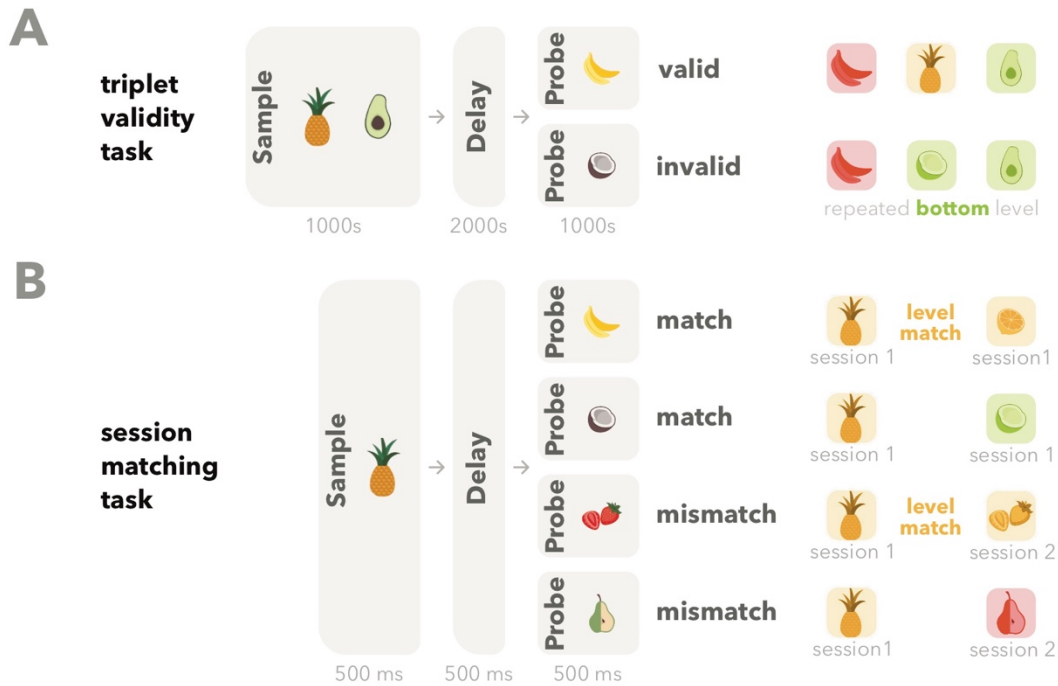 A
triplet
validity
task
Sample
Delay
Probe
valid
Probe
invalid
repeated bottom level
1000s
2000s
1000s
B
session
matching
task
Sample
Delay
Probe
match
level
match
session 1
session1
Probe
match
session 1
session 1
Probe
mismatch
level
match
session 1
session 2
Probe
mismatch
session1
session 2
500 ms
500 ms
500 ms